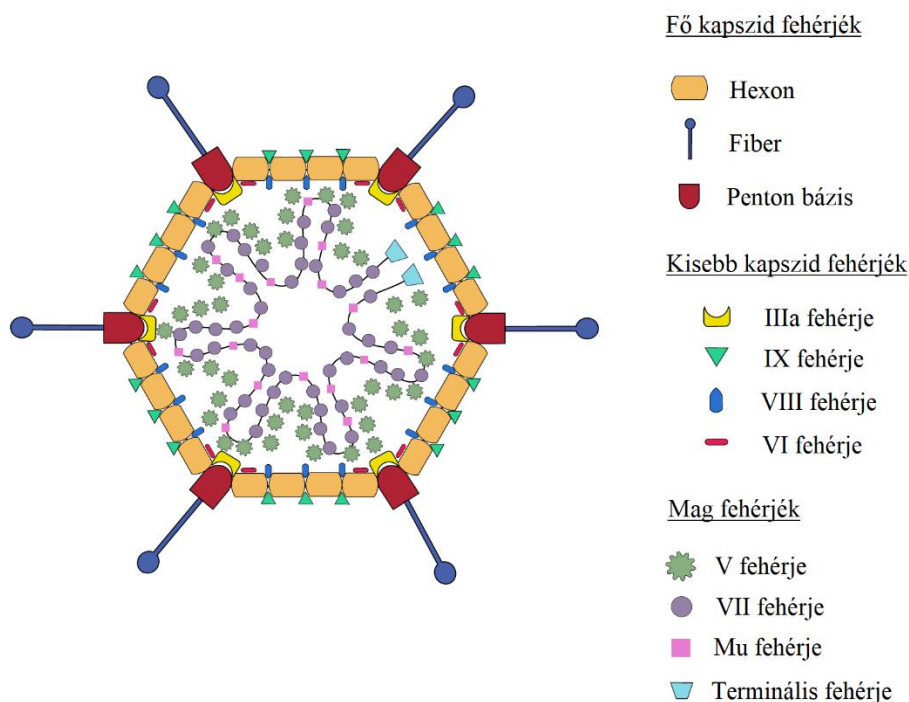 Fő kapszid fehérjék
Hexon
Fiber
Penton bázis
Kisebb kapszid fehérjék
IIIa fehérje
IX fehérje
VIII fehérje
VI fehérje
Mag fehérjék
V fehérje
VII fehérje
Mu fehérje
Terminális fehérje